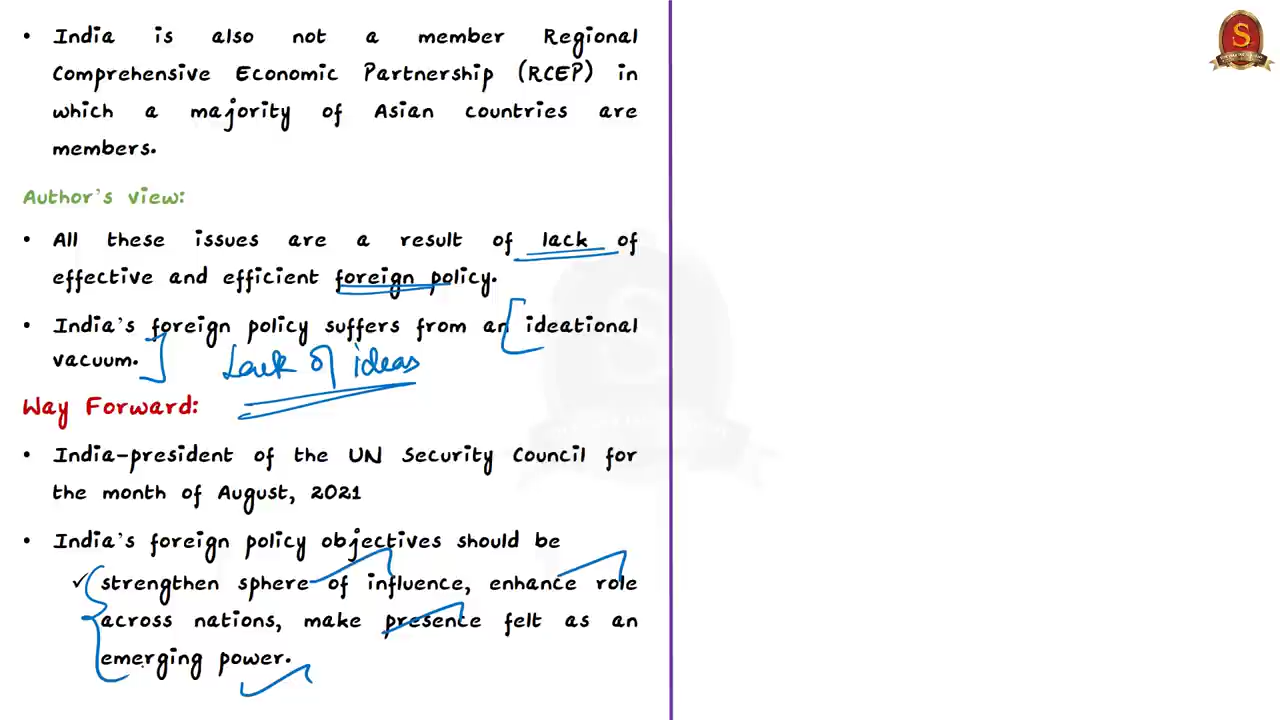 • India is also not a member Regional
Comprehensive Economic Partnership (RCEP) in
which a majority of Asian countries are
members.
Author's view:
• All these issues are a result of lack of
effective and efficient foreign policy.
• India's foreign policy suffers from an ideational
vacuum.
Lack of ideas
Way Forward:
• India-president of the UN Security Council for
the month of August, 2021
• India's foreign policy objectives should be
✓ strengthen sphere of influence, enhance role
across nations, make presence felt as an
emerging power.
S